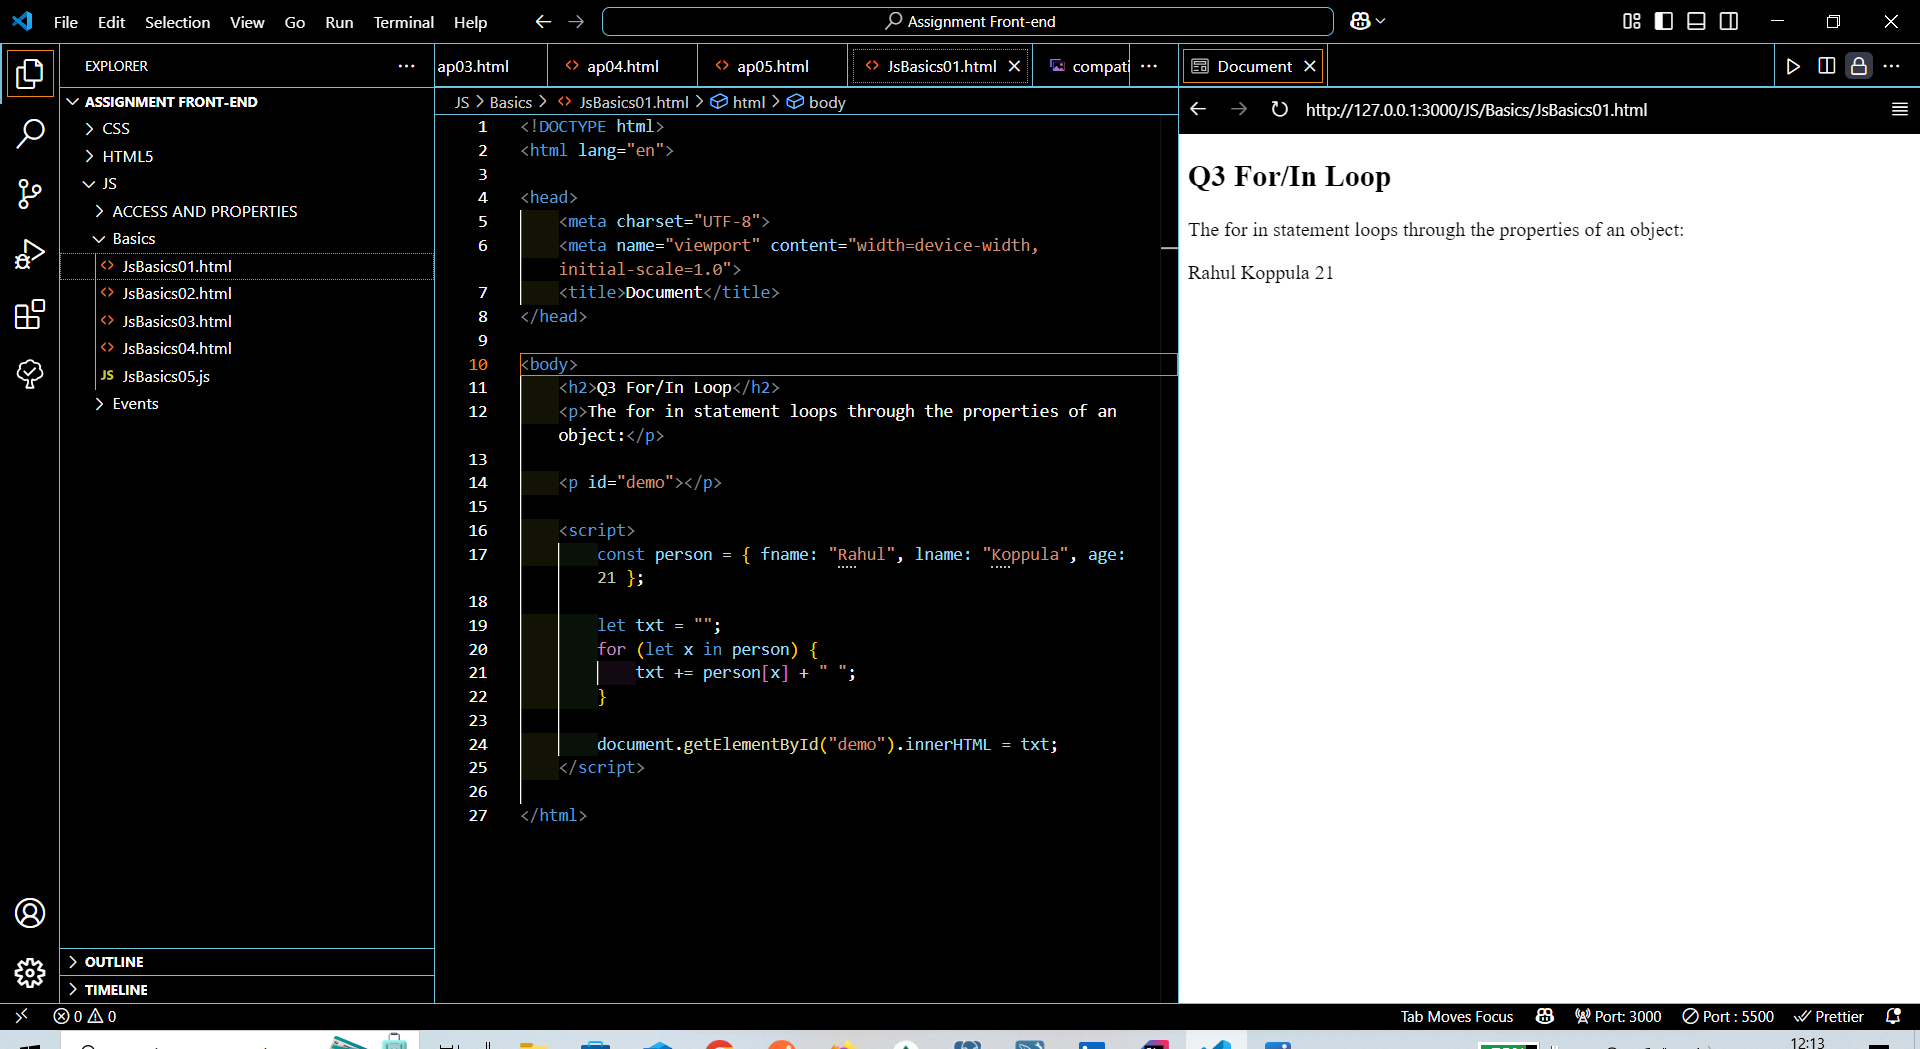 File Edit Selection View Go Run Terminal Help
Assignment Front-end
EXPLORER
ASSIGNMENT FRONT-END
CSS
HTML5
JS
ACCESS AND PROPERTIES
Basics
JsBasics01.html
JsBasics02.html
JsBasics03.html
JsBasics04.html
JS JsBasics05.js
Events
OUTLINE
TIMELINE
ap03.html ap04.html ap05.html JsBasics01.html compati
JS > Basics > JsBasics01.html > html > body
1 <!DOCTYPE html>
2 <html lang="en">
3
4 <head>
5 <meta charset="UTF-8">
6 <meta name="viewport" content="width=device-width,
initial-scale=1.0">
7 <title>Document</title>
8 </head>
9
10 <body>
11 <h2>Q3 For/In Loop</h2>
12 <p>The for in statement loops through the properties of an
object:</p>
13
14 <p id="demo"></p>
15
16 <script>
17 const person = { fname: "Rahul", lname: "Koppula", age:
21 };
18
19 let txt = "";
20 for (let x in person) {
21 txt += person[x] + " ";
22 }
23
24 document.getElementById("demo").innerHTML = txt;
25 </script>
26
27 </html>
Document
http://127.0.0.1:3000/JS/Basics/JsBasics01.html
Q3 For/In Loop
The for in statement loops through the properties of an object:
Rahul Koppula 21
0 0
Tab Moves Focus Port: 3000 Port : 5500 Prettier
12:13